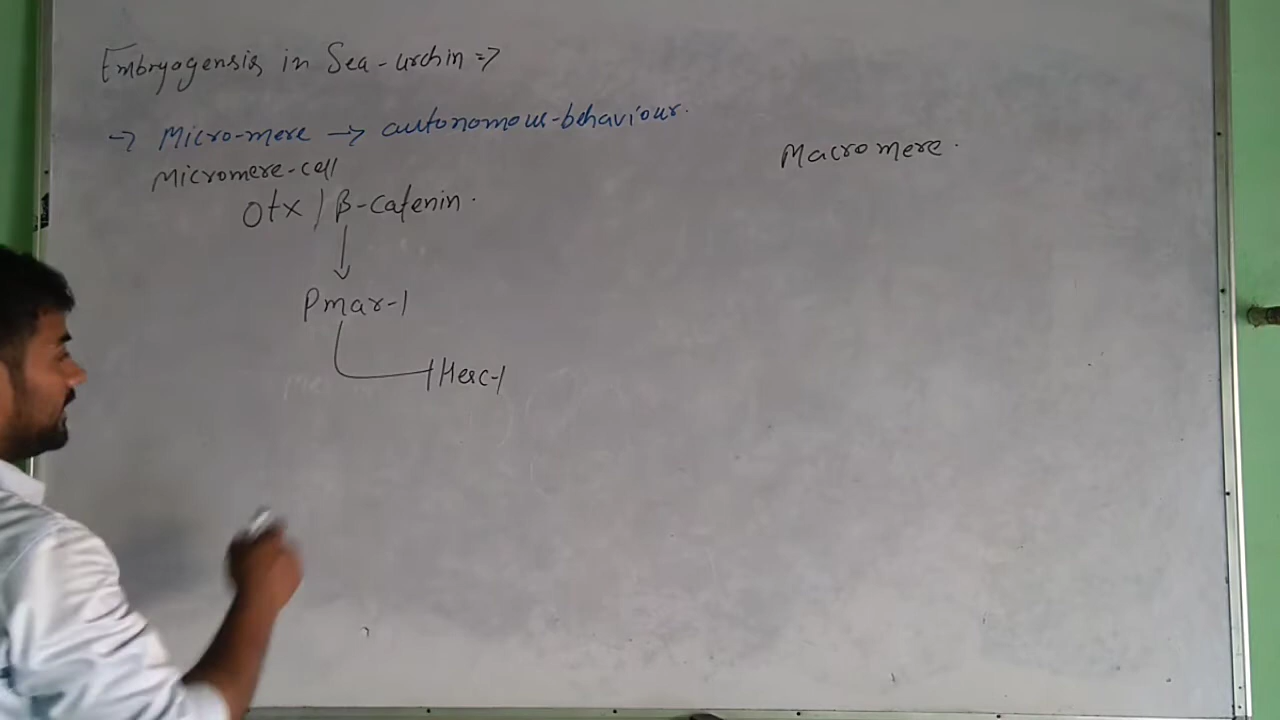 Embryogensis in Sea-urchin =>
→ Micro-mere → autonomous-behaviour.
Micromere-cell
Macromere.
Otx / β-catenin.
Pmar-1
Hesc-1